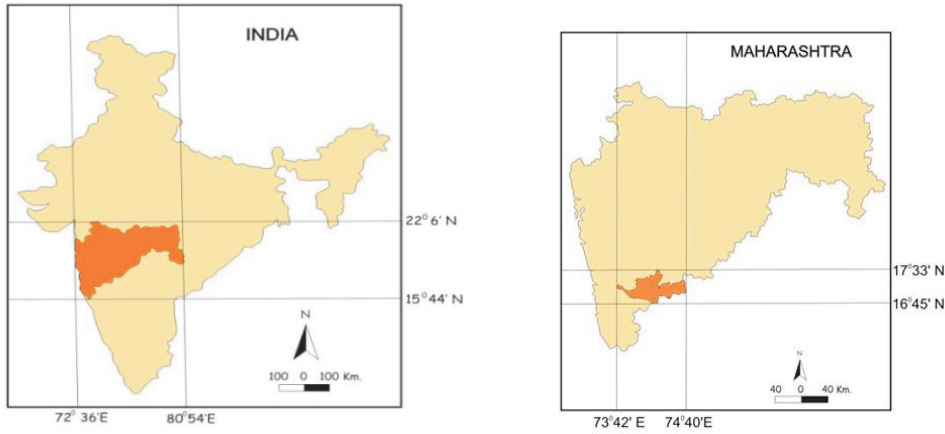 INDIA
22° 6' N
15°44' N
N
100 0 100 Km.
72° 36'E 80°54'E
MAHARASHTRA
17°33' N
16°45' N
N
40 0 40 Km.
73°42' E 74°40'E